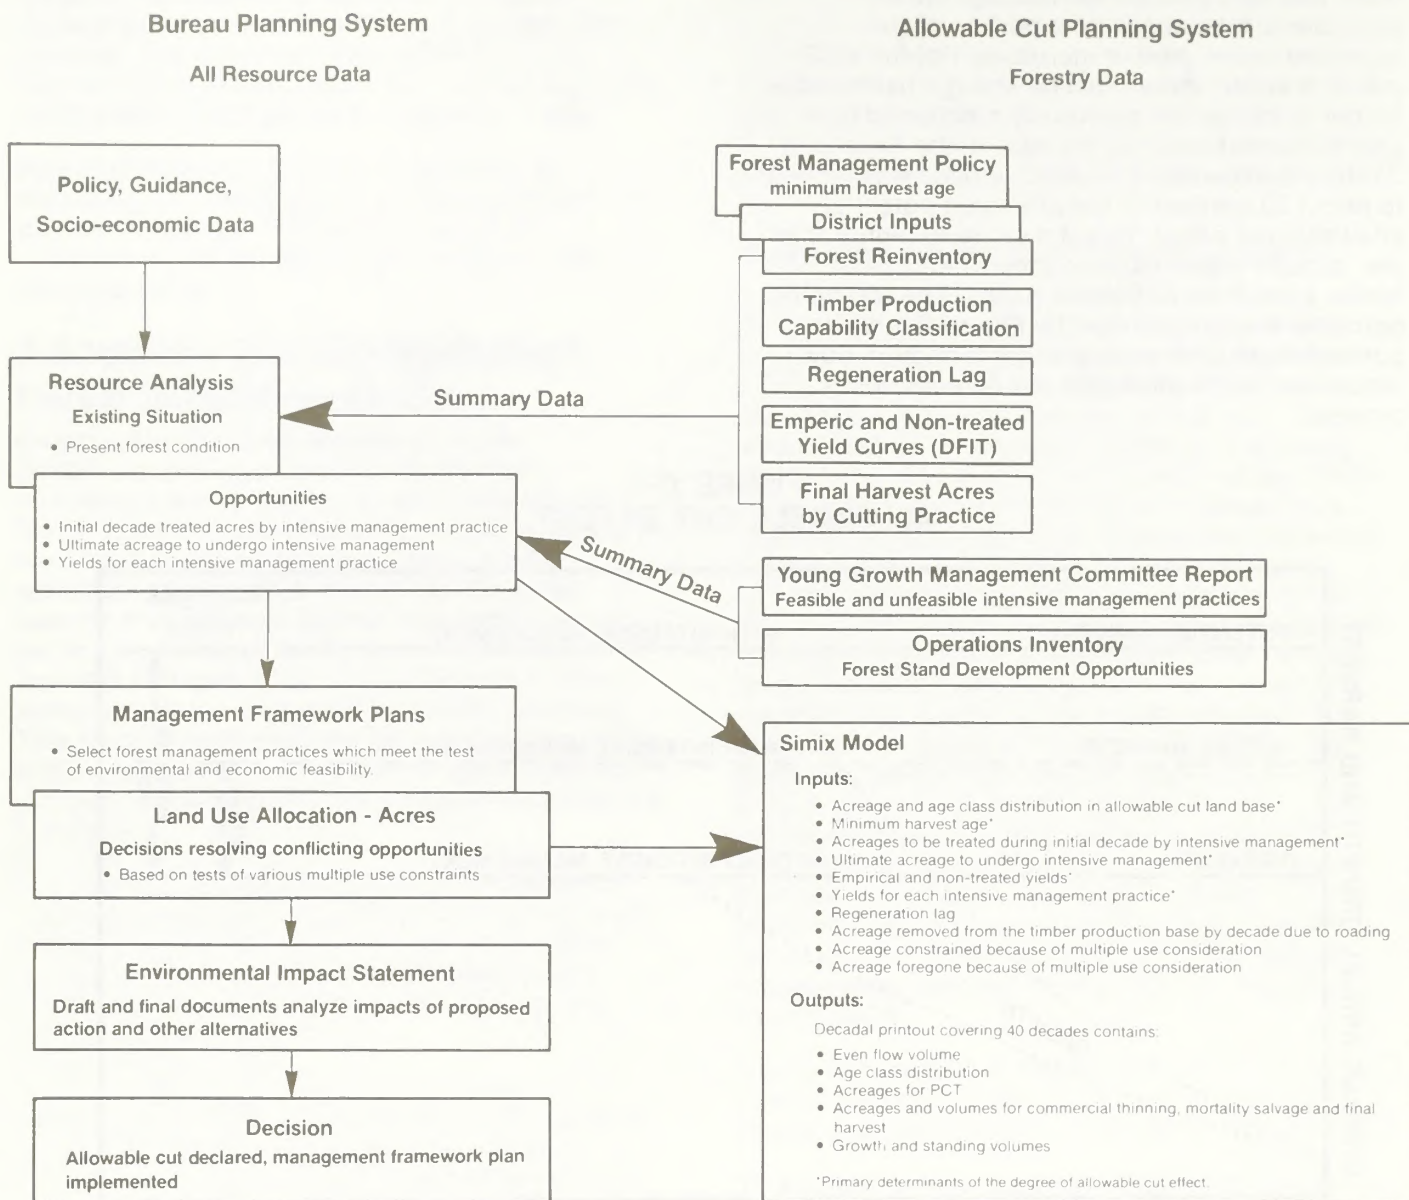 Bureau Planning System
All Resource Data
Policy, Guidance,
Socio-economic Data
Resource Analysis
Existing Situation
• Present forest condition
Opportunities
• Initial decade treated acres by intensive management practice
• Ultimate acreage to undergo intensive management
• Yields for each intensive management practice
Management Framework Plans
• Select forest management practices which meet the test
of environmental and economic feasibility.
Land Use Allocation - Acres
Decisions resolving conflicting opportunities
• Based on tests of various multiple use constraints
Environmental Impact Statement
Draft and final documents analyze impacts of proposed
action and other alternatives
Decision
Allowable cut declared, management framework plan
implemented
Summary Data
Summary Data
Allowable Cut Planning System
Forestry Data
Forest Management Policy
minimum harvest age
District Inputs
Forest Reinventory
Timber Production
Capability Classification
Regeneration Lag
Emperic and Non-treated
Yield Curves (DFIT)
Final Harvest Acres
by Cutting Practice
Young Growth Management Committee Report
Feasible and unfeasible intensive management practices
Operations Inventory
Forest Stand Development Opportunities
Simix Model
Inputs:
• Acreage and age class distribution in allowable cut land base*
• Minimum harvest age*
• Acreages to be treated during initial decade by intensive management*
• Ultimate acreage to undergo intensive management*
• Empirical and non-treated yields*
• Yields for each intensive management practice*
• Regeneration lag
• Acreage removed from the timber production base by decade due to roading
• Acreage constrained because of multiple use consideration
• Acreage foregone because of multiple use consideration
Outputs:
Decadal printout covering 40 decades contains:
• Even flow volume
• Age class distribution
• Acreages for PCT
• Acreages and volumes for commercial thinning, mortality salvage and final
harvest
• Growth and standing volumes
*Primary determinants of the degree of allowable cut effect.